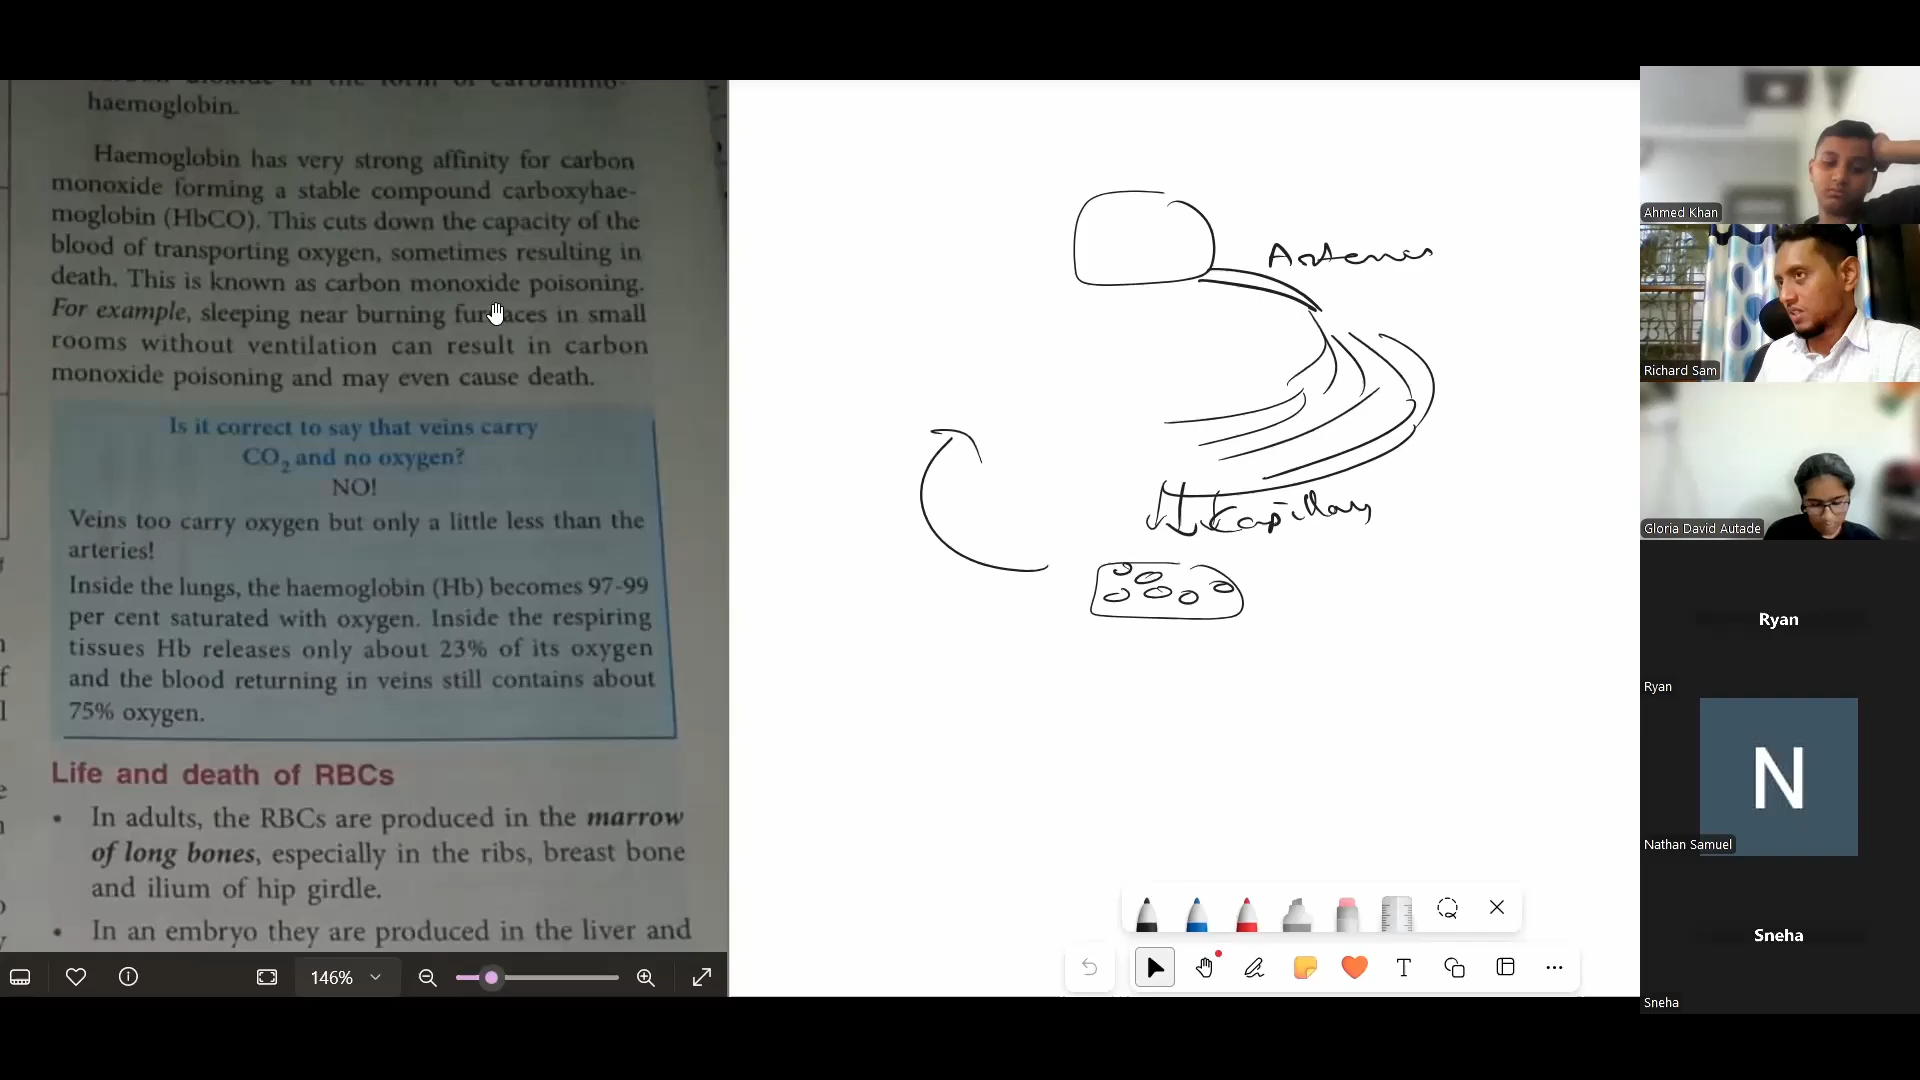 haemoglobin.
Haemoglobin has very strong affinity for carbon
monoxide forming a stable compound carboxyhae-
moglobin (HbCO). This cuts down the capacity of the
blood of transporting oxygen, sometimes resulting in
death. This is known as carbon monoxide poisoning.
For example, sleeping near burning furnaces in small
rooms without ventilation can result in carbon
monoxide poisoning and may even cause death.
Is it correct to say that veins carry
CO2 and no oxygen?
NO!
Veins too carry oxygen but only a little less than the
arteries!
Inside the lungs, the haemoglobin (Hb) becomes 97-99
per cent saturated with oxygen. Inside the respiring
tissues Hb releases only about 23% of its oxygen
and the blood returning in veins still contains about
75% oxygen.
Life and death of RBCs
• In adults, the RBCs are produced in the marrow
of long bones, especially in the ribs, breast bone
and ilium of hip girdle.
• In an embryo they are produced in the liver and
146%
Arteries
Capillary
T
Ahmed Khan
Richard Sam
Gloria David Autade
Ryan
Ryan
N
Nathan Samuel
Sneha
Sneha